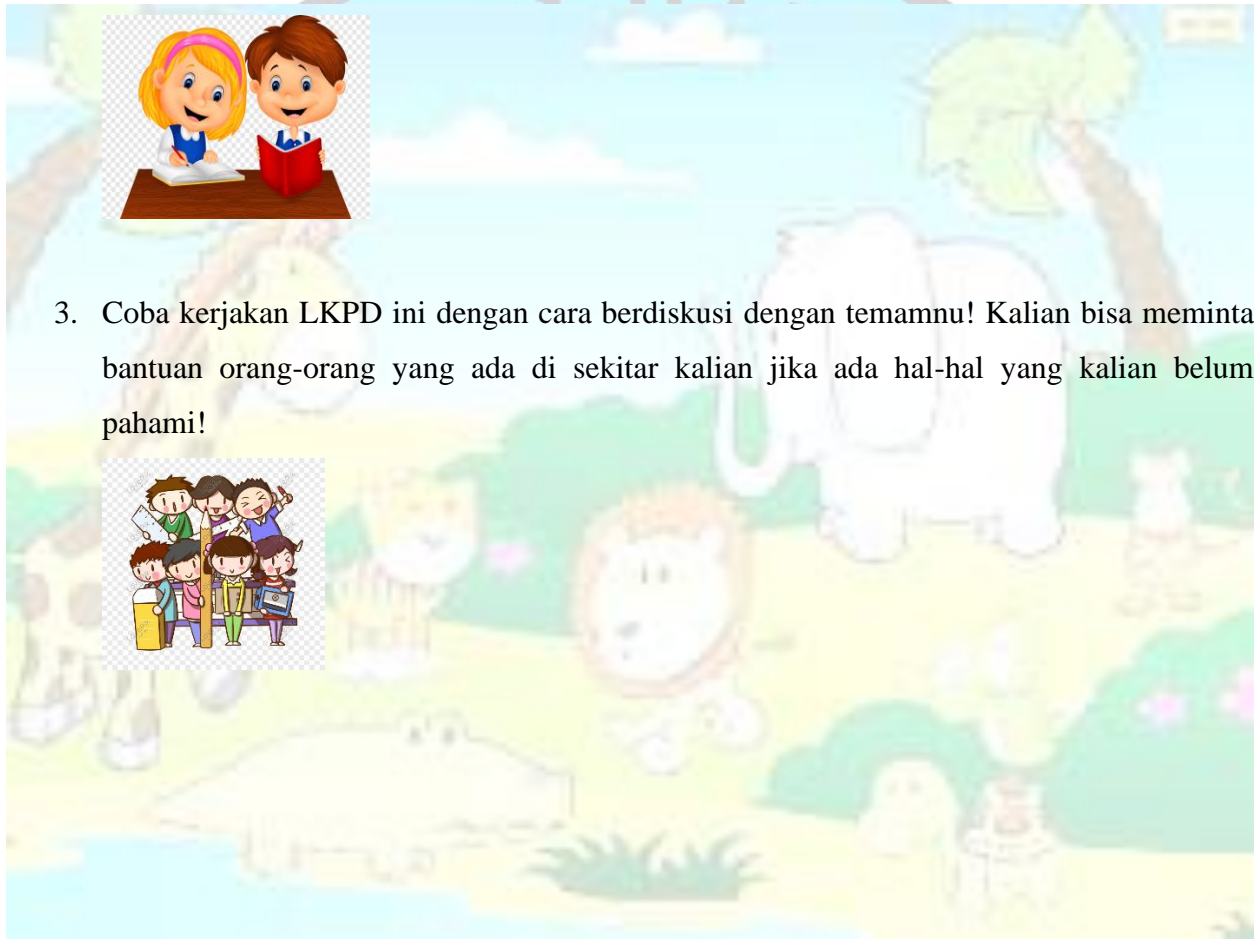 3. Coba kerjakan LKPD ini dengan cara berdiskusi dengan temamnu! Kalian bisa meminta
bantuan orang-orang yang ada di sekitar kalian jika ada hal-hal yang kalian belum
pahami!